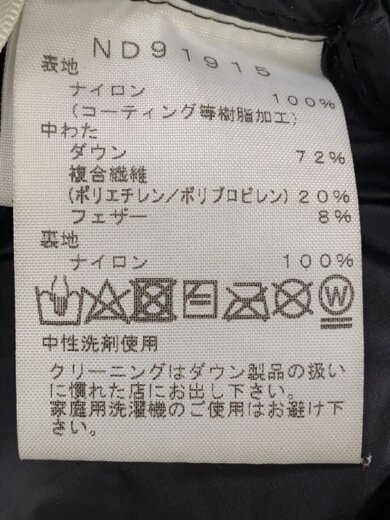 ND91915
表地
ナイロン 100%
(コーティング等樹脂加工)
中わた
ダウン 72%
複合繊維
(ポリエチレン/ポリプロピレン) 20%
フェザー 8%
裏地
ナイロン 100%
W
中性洗剤使用
クリーニングはダウン製品の扱い
に慣れた店にお出し下さい。
家庭用洗濯機のご使用はお避け下
さい。